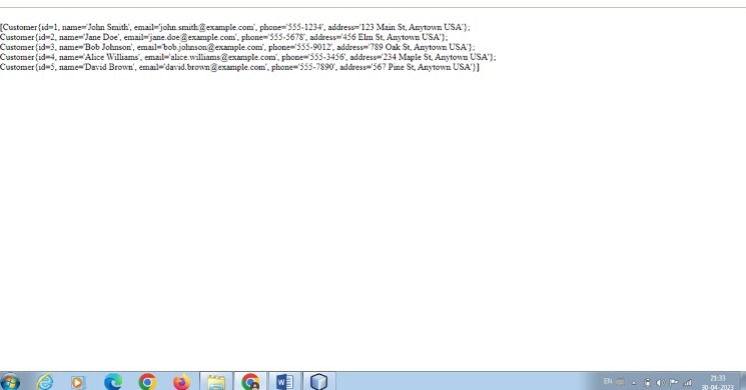 [Customer{id=1, name='John Smith', email='john.smith@example.com', phone='555-1234', address='123 Main St, Anytown USA'};
Customer{id=2, name='Jane Doe', email='jane.doe@example.com', phone='555-5678', address='456 Elm St, Anytown USA'};
Customer{id=3, name='Bob Johnson', email='bob.johnson@example.com', phone='555-9012', address='789 Oak St, Anytown USA'};
Customer{id=4, name='Alice Williams', email='alice.williams@example.com', phone='555-3456', address='234 Maple St, Anytown USA'};
Customer{id=5, name='David Brown', email='david.brown@example.com', phone='555-7890', address='567 Pine St, Anytown USA'}]
EN
21:33
30-04-2023